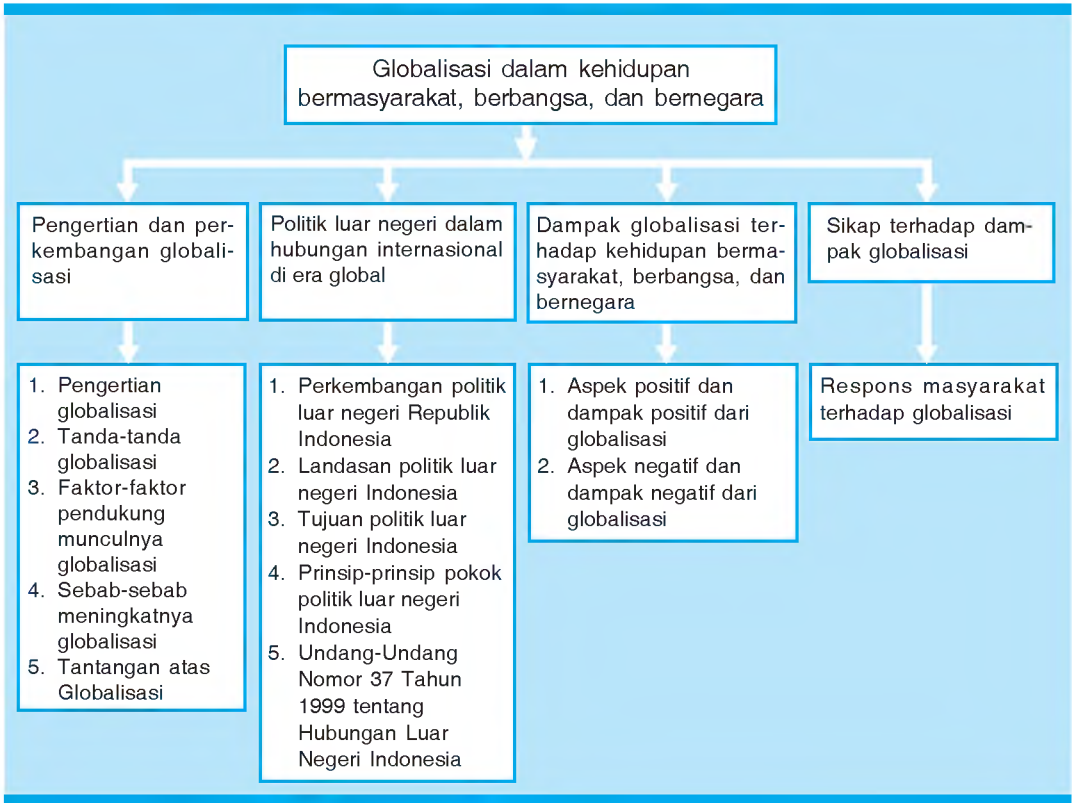 Globalisasi dalam kehidupan
bermasyarakat, berbangsa, dan bernegara
Pengertian dan per-
kembangan globali-
sasi
Politik luar negeri dalam
hubungan internasional
di era global
Dampak globalisasi ter-
hadap kehidupan berma-
syarakat, berbangsa, dan
bernegara
Sikap terhadap dam-
pak globalisasi
1. Pengertian
globalisasi
2. Tanda-tanda
globalisasi
3. Faktor-faktor
pendukung
munculnya
globalisasi
4. Sebab-sebab
meningkatnya
globalisasi
5. Tantangan atas
Globalisasi
1. Perkembangan politik
luar negeri Republik
Indonesia
2. Landasan politik luar
negeri Indonesia
3. Tujuan politik luar
negeri Indonesia
4. Prinsip-prinsip pokok
politik luar negeri
Indonesia
5. Undang-Undang
Nomor 37 Tahun
1999 tentang
Hubungan Luar
Negeri Indonesia
1. Aspek positif dan
dampak positif dari
globalisasi
2. Aspek negatif dan
dampak negatif dari
globalisasi
Respons masyarakat
terhadap globalisasi